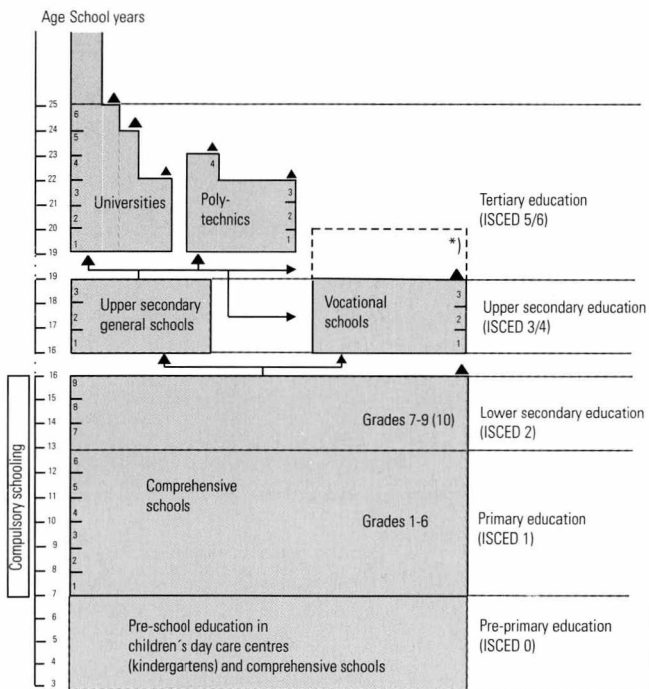 Age School years
25
24
23
22
21
20
19
6
5
4
3
2
1
Universities
4
3
2
1
Poly-
technics
Tertiary education
(ISCED 5/6)
*)
19
18
17
16
3
2
1
Upper secondary
general schools
Vocational
schools
3
2
1
Upper secondary education
(ISCED 3/4)
Compulsory schooling
16
15
14
13
9
8
7
Grades 7-9 (10)
Lower secondary education
(ISCED 2)
12
11
10
9
8
7
6
5
4
3
2
1
Comprehensive
schools
Grades 1-6
Primary education
(ISCED 1)
6
5
4
3
Pre-school education in
children´s day care centres
(kindergartens) and comprehensive schools
Pre-primary education
(ISCED 0)